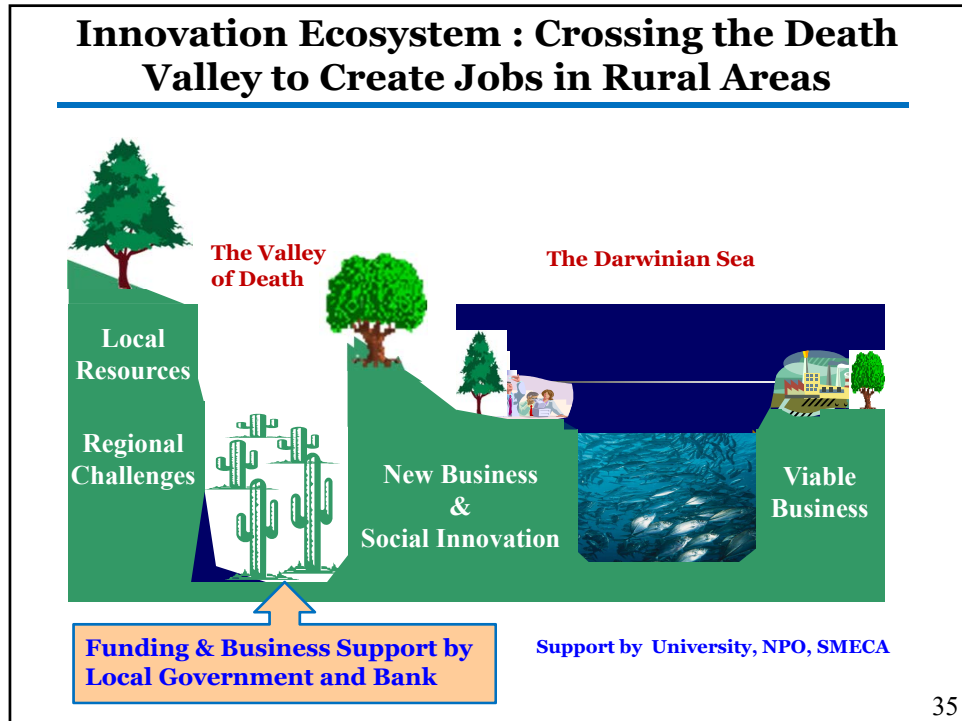 Innovation Ecosystem : Crossing the Death
Valley to Create Jobs in Rural Areas
The Valley
of Death
The Darwinian Sea
Local
Resources
Regional
Challenges
New Business
&
Social Innovation
Viable
Business
Funding & Business Support by
Local Government and Bank
Support by  University, NPO, SMECA
35